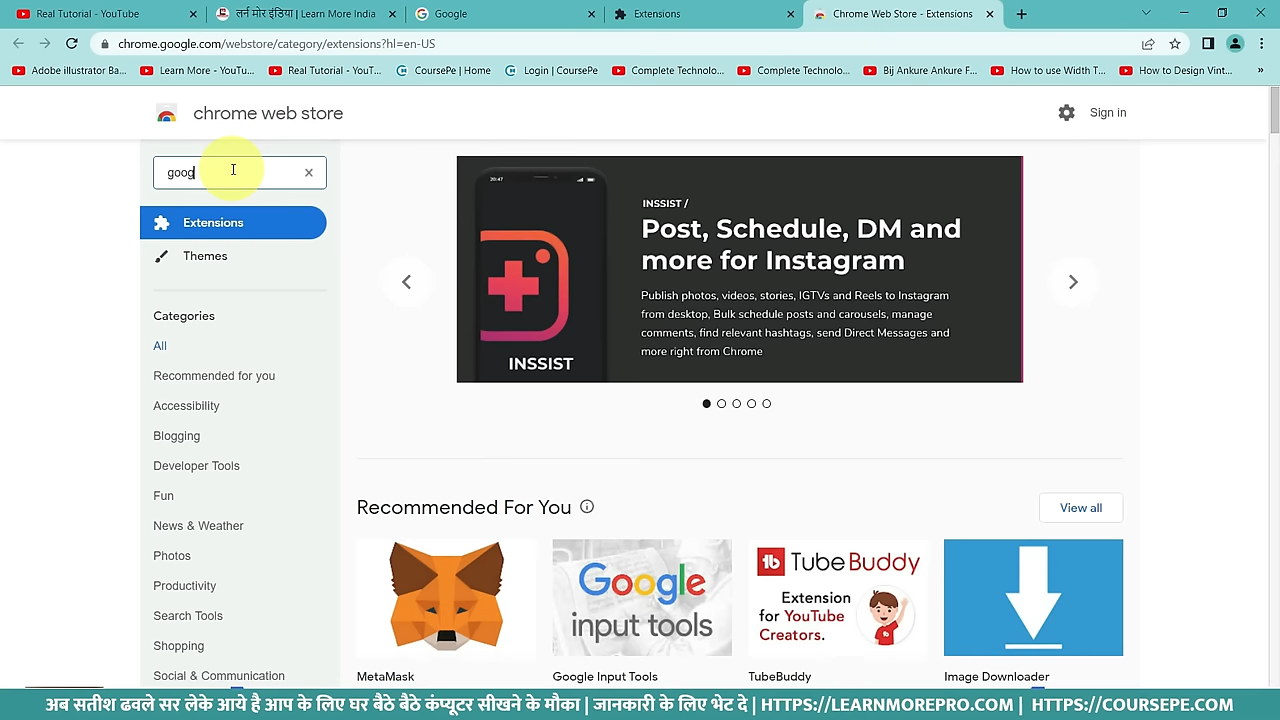 Real Tutorial - YouTube
लर्न मोर इंडिया | Learn More India
Google
Extensions
Chrome Web Store - Extensions
chrome.google.com/webstore/category/extensions?hl=en-US
Adobe illustrator Ba...
Learn More - YouTu...
Real Tutorial - YouT...
CoursePe | Home
Login | CoursePe
Complete Technolo...
Complete Technolo...
Bij Ankure Ankure F...
How to use Width T...
How to Design Vint...
»
chrome web store
Sign in
goog
Extensions
Themes
Categories
All
Recommended for you
Accessibility
Blogging
Developer Tools
Fun
News & Weather
Photos
Productivity
Search Tools
Shopping
Social & Communication
20:47
INSSIST
INSSIST /
Post, Schedule, DM and
more for Instagram
Publish photos, videos, stories, IGTVs and Reels to Instagram
from desktop, Bulk schedule posts and carousels, manage
comments, find relevant hashtags, send Direct Messages and
more right from Chrome
Recommended For You
View all
Google
input tools
tb TubeBuddy
Extension
for YouTube
Creators.
MetaMask
Google Input Tools
TubeBuddy
Image Downloader
अब सतीश ढवले सर लेके आये है आप के लिए घर बैठे बैठे कंप्यूटर सीखने के मौका | जानकारी के लिए भेट दे | HTTPS://LEARNMOREPRO.COM | HTTPS://COURSEPE.COM